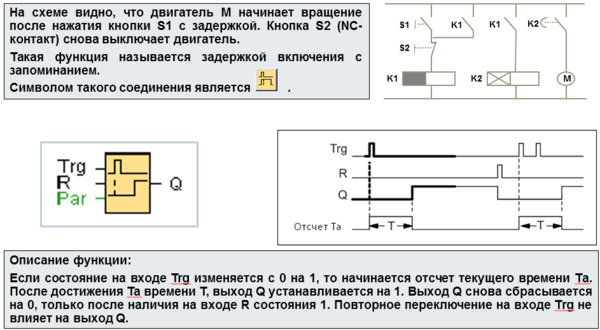 На схеме видно, что двигатель М начинает вращение
после нажатия кнопки S1 с задержкой. Кнопка S2 (NC-
контакт) снова выключает двигатель.
Такая функция называется задержкой включения с
запоминанием.
Символом такого соединения является .
S1 K1 K1 K2
S2
K1 K2 M
Trg
R
Par
Q
Trg
R
Q
Отсчет Та
T
T
Описание функции:
Если состояние на входе Trg изменяется с 0 на 1, то начинается отсчет текущего времени Ta.
После достижения Ta времени T, выход Q устанавливается на 1. Выход Q снова сбрасывается
на 0, только после наличия на входе R состояния 1. Повторное переключение на входе Trg не
влияет на выход Q.